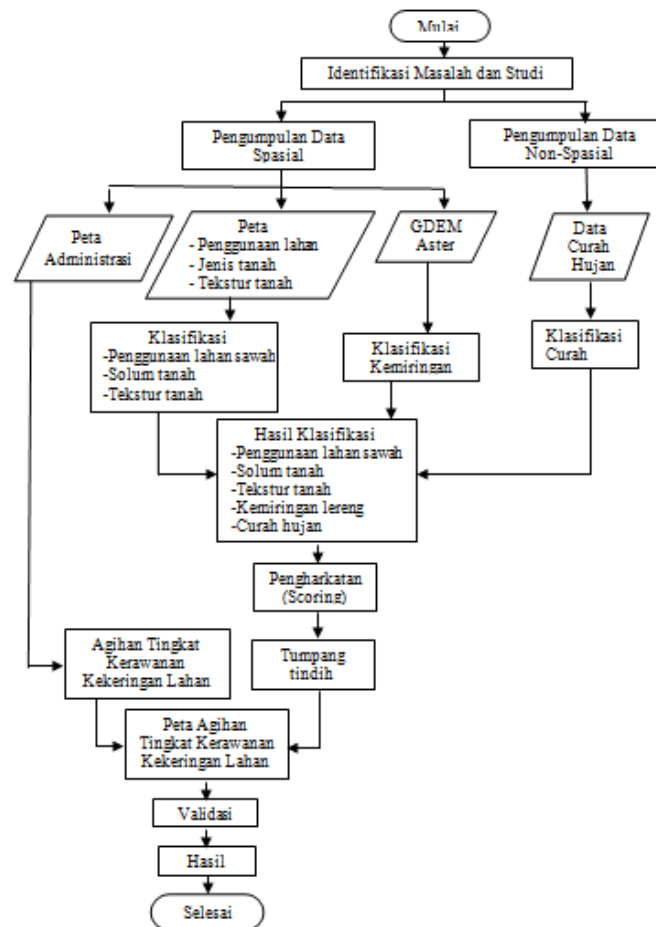 Mulai
Identifikasi Masalah dan Studi
Pengumpulan Data
Spasial
Pengumpulan Data
Non-Spasial
Peta
Administrasi
Peta
- Penggunaan lahan
- Jenis tanah
- Tekstur tanah
GDEM
Aster
Data
Curah
Hujan
Klasifikasi
-Penggunaan lahan sawah
-Solum tanah
-Tekstur tanah
Klasifikasi
Kemiringan
Klasifikasi
Curah
Hasil Klasifikasi
-Penggunaan lahan sawah
-Solum tanah
-Tekstur tanah
-Kemiringan lereng
-Curah hujan
Pengharkatan
(Scoring)
Agihan Tingkat
Kerawanan
Kekeringan Lahan
Tumpang
tindih
Peta Agihan
Tingkat Kerawanan
Kekeringan Lahan
Validasi
Hasil
Selesai